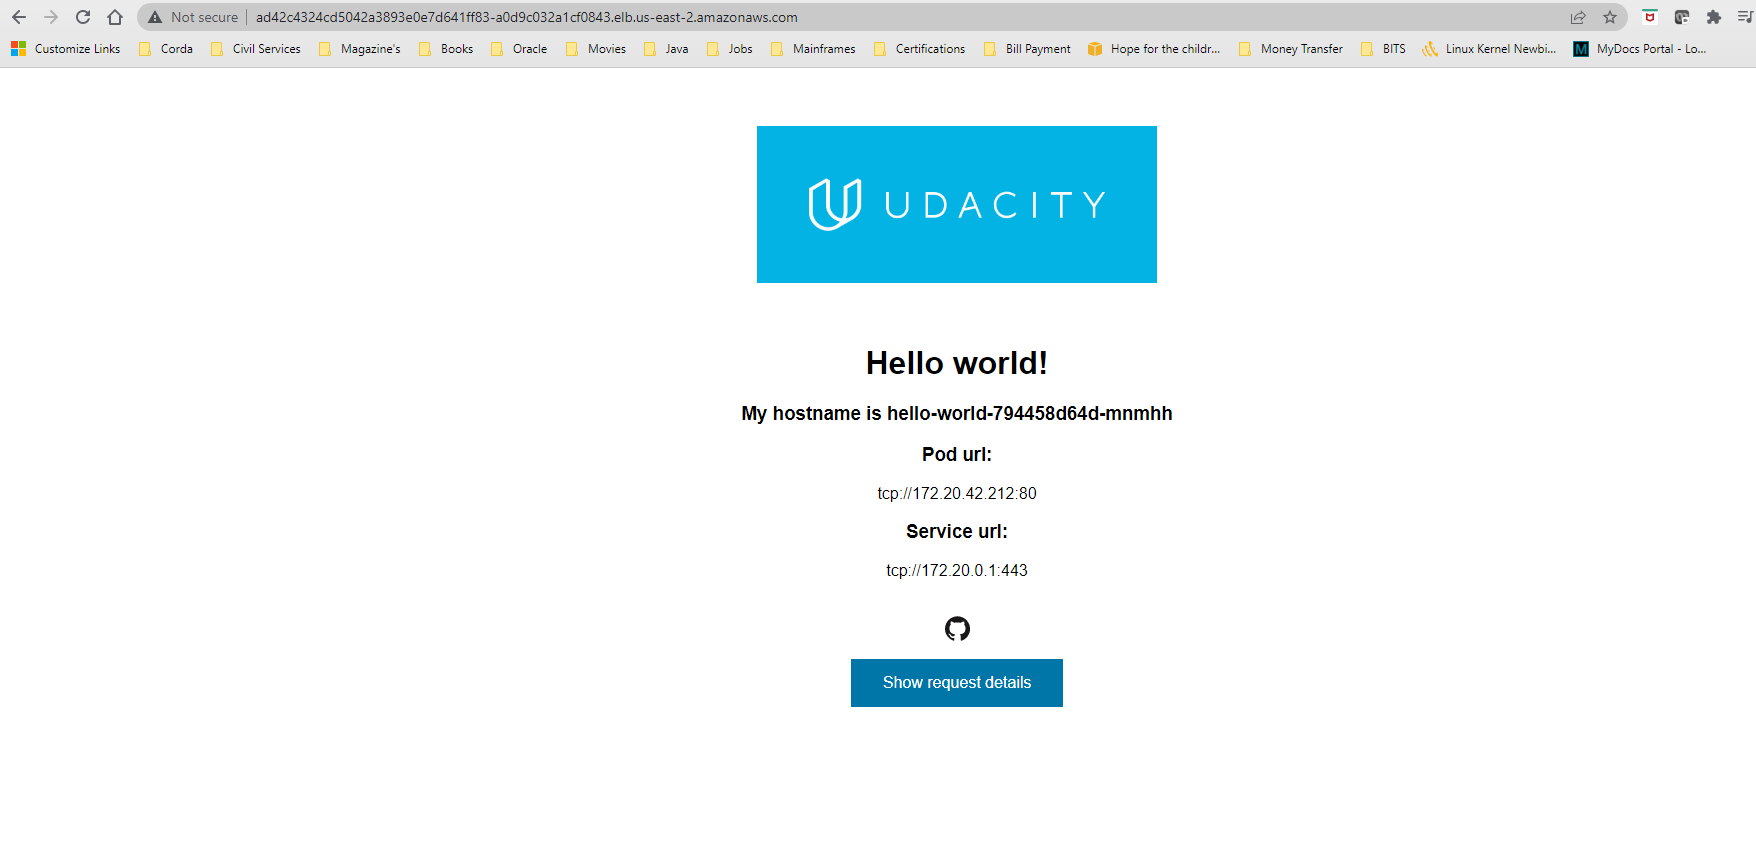 Not secure ad42c4324cd5042a3893e0e7d641ff83-a0d9c032a1cf0843.elb.us-east-2.amazonaws.com
Customize Links Corda Civil Services Magazine's Books Oracle Movies Java Jobs Mainframes Certifications Bill Payment Hope for the childr... Money Transfer BITS Linux Kernel Newbi... M MyDocs Portal - Lo...
UDACITY
Hello world!
My hostname is hello-world-794458d64d-mnmhh
Pod url:
tcp://172.20.42.212:80
Service url:
tcp://172.20.0.1:443
Show request details